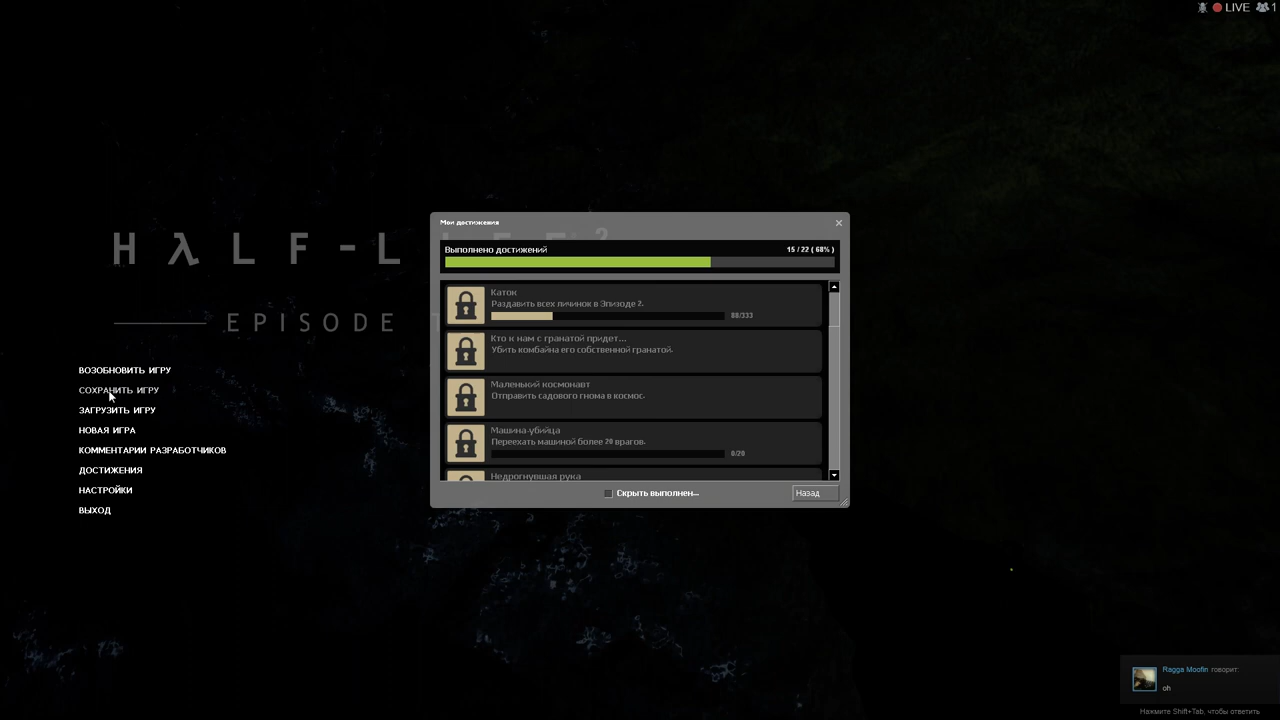 LIVE 1
Мои достижения
HλLF-L
2
Выполнено достижений 15 / 22 ( 68% )
Каток
Раздавить всех личинок в Эпизоде 2.
88/333
EPISODE T
Кто к нам с гранатой придет...
Убить комбайна его собственной гранатой.
Маленький космонавт
Отправить садового гнома в космос.
Машина-убийца
Переехать машиной более 20 врагов.
0/20
Недрогнувшая рука
Скрыть выполнен...
Назад
ВОЗОБНОВИТЬ ИГРУ
СОХРАНИТЬ ИГРУ
ЗАГРУЗИТЬ ИГРУ
НОВАЯ ИГРА
КОММЕНТАРИИ РАЗРАБОТЧИКОВ
ДОСТИЖЕНИЯ
НАСТРОЙКИ
ВЫХОД
Ragga Moofin говорит:
oh
Нажмите Shift+Tab, чтобы ответить